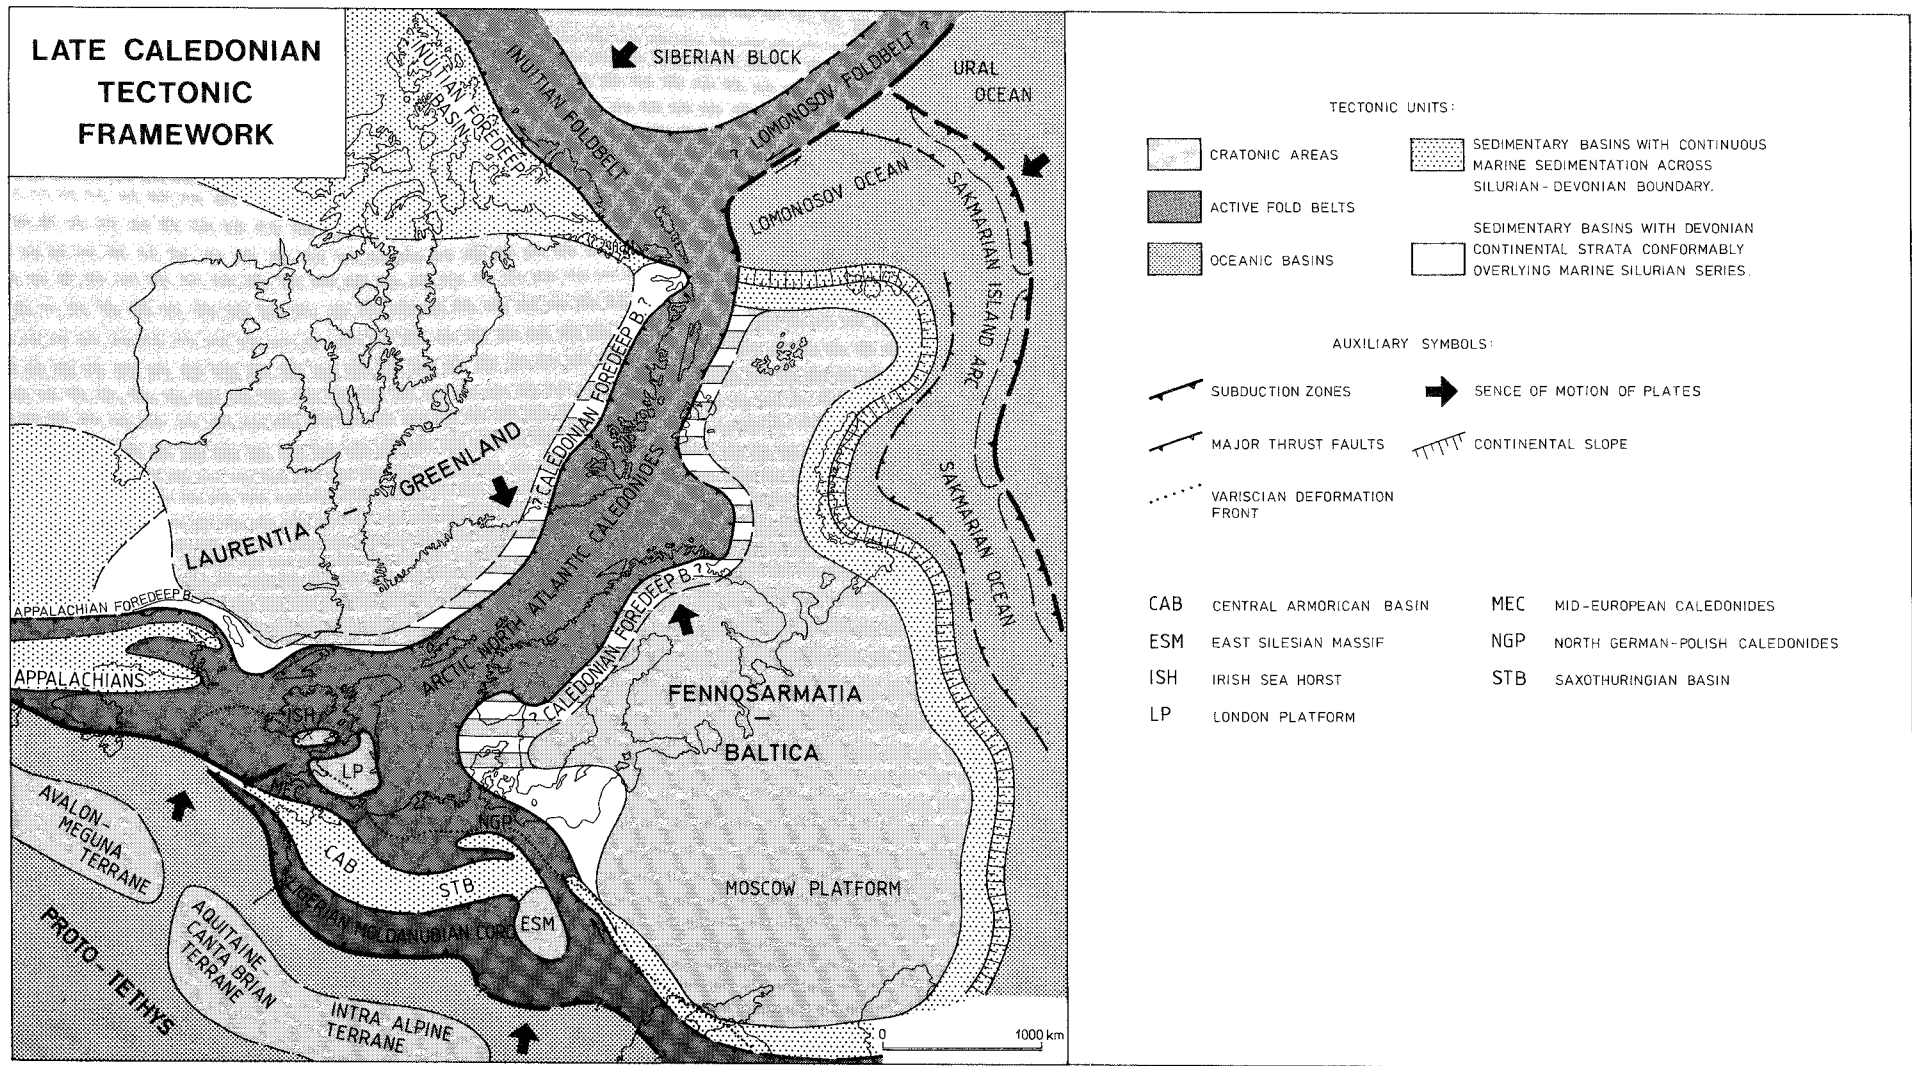 LATE CALEDONIAN
TECTONIC
FRAMEWORK
INUITIAN FOREDEEP
BASIN
INUITIAN FOLDBELT
SIBERIAN BLOCK
LOMONOSOV FOLDBELT ?
?
URAL
OCEAN
LOMONOSOV OCEAN
SAKMARIAN ISLAND ARC
SAKMARIAN OCEAN
? CALEDONIAN FOREDEEP B. ?
GREENLAND
–
LAURENTIA
ARCTIC NORTH ATLANTIC CALEDONIDES
APPALACHIAN FOREDEEP B.
APPALACHIANS
? CALEDONIAN FOREDEEP B. ?
FENNOSARMATIA
–
BALTICA
ISH
LP
MEC
NGP
CAB
STB
ESM
LIGERIAN MOLDANUBIAN CORD
MOSCOW PLATFORM
AVALON-
MEGUNA
TERRANE
PROTO-TETHYS
AQUITAINE-
CANTABRIAN
TERRANE
INTRA ALPINE
TERRANE
0 1000 km
TECTONIC UNITS:
CRATONIC AREAS
ACTIVE FOLD BELTS
OCEANIC BASINS
SEDIMENTARY BASINS WITH CONTINUOUS
MARINE SEDIMENTATION ACROSS
SILURIAN-DEVONIAN BOUNDARY.
SEDIMENTARY BASINS WITH DEVONIAN
CONTINENTAL STRATA CONFORMABLY
OVERLYING MARINE SILURIAN SERIES.
AUXILIARY SYMBOLS:
SUBDUCTION ZONES
MAJOR THRUST FAULTS
VARISCIAN DEFORMATION
FRONT
SENCE OF MOTION OF PLATES
CONTINENTAL SLOPE
CAB CENTRAL ARMORICAN BASIN
ESM EAST SILESIAN MASSIF
ISH IRISH SEA HORST
LP LONDON PLATFORM
MEC MID-EUROPEAN CALEDONIDES
NGP NORTH GERMAN-POLISH CALEDONIDES
STB SAXOTHURINGIAN BASIN